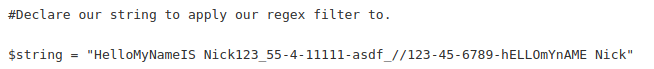 #Declare our string to apply our regex filter to.
$string = "HelloMyNameIS Nick123_55-4-11111-asdf_//123-45-6789-hELLOmYnAME Nick"